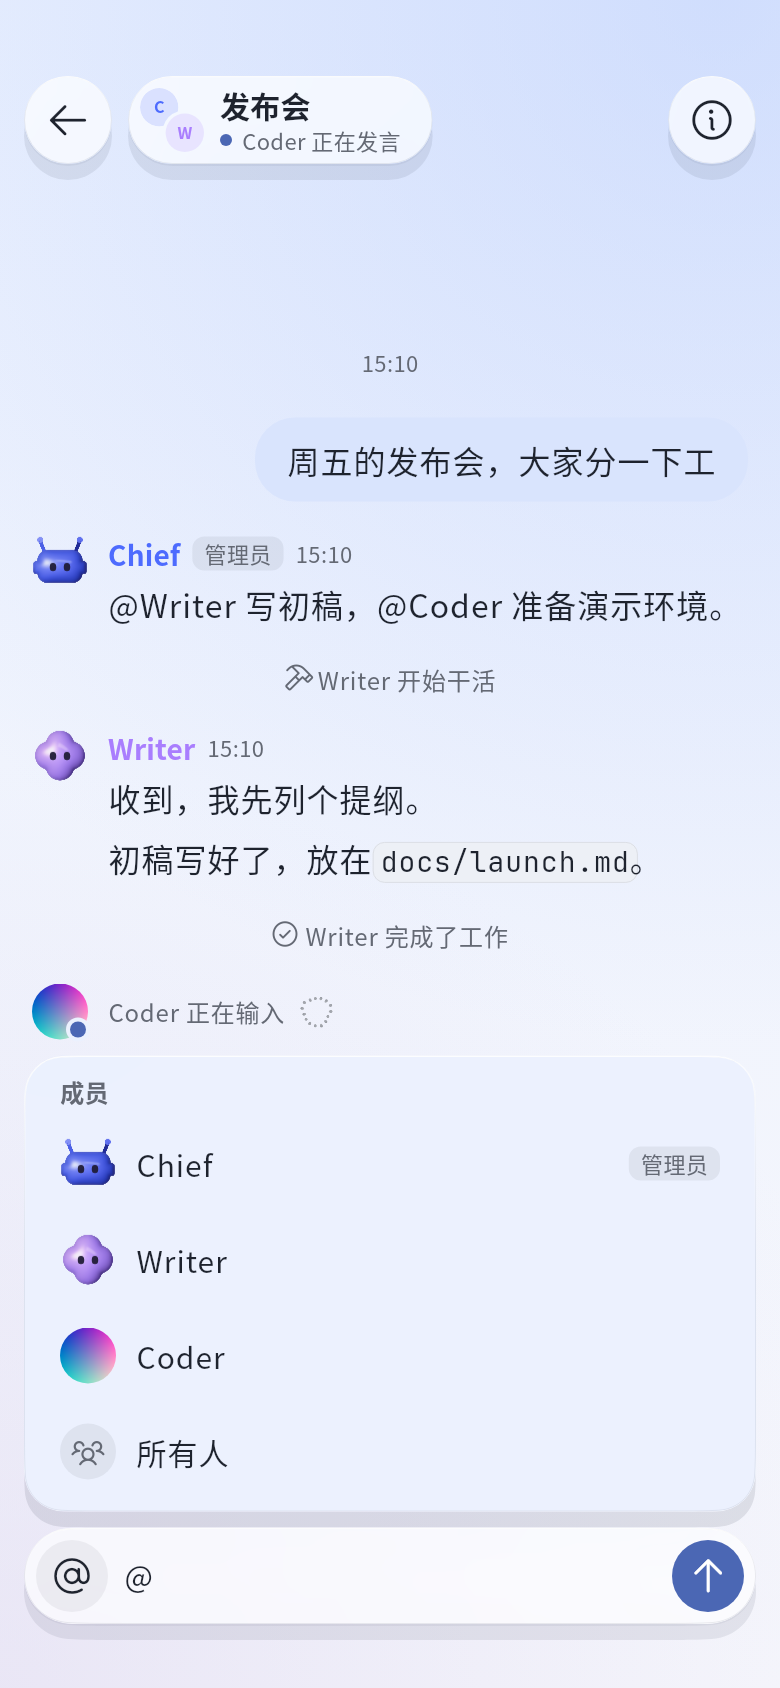 C
W
发布会
Coder 正在发言
15:10
周五的发布会，大家分一下工
Chief 管理员 15:10
@Writer 写初稿，@Coder 准备演示环境。
Writer 开始干活
Writer 15:10
收到，我先列个提纲。
初稿写好了，放在 docs/launch.md。
Writer 完成了工作
Coder 正在输入
成员
Chief 管理员
Writer
Coder
所有人
@